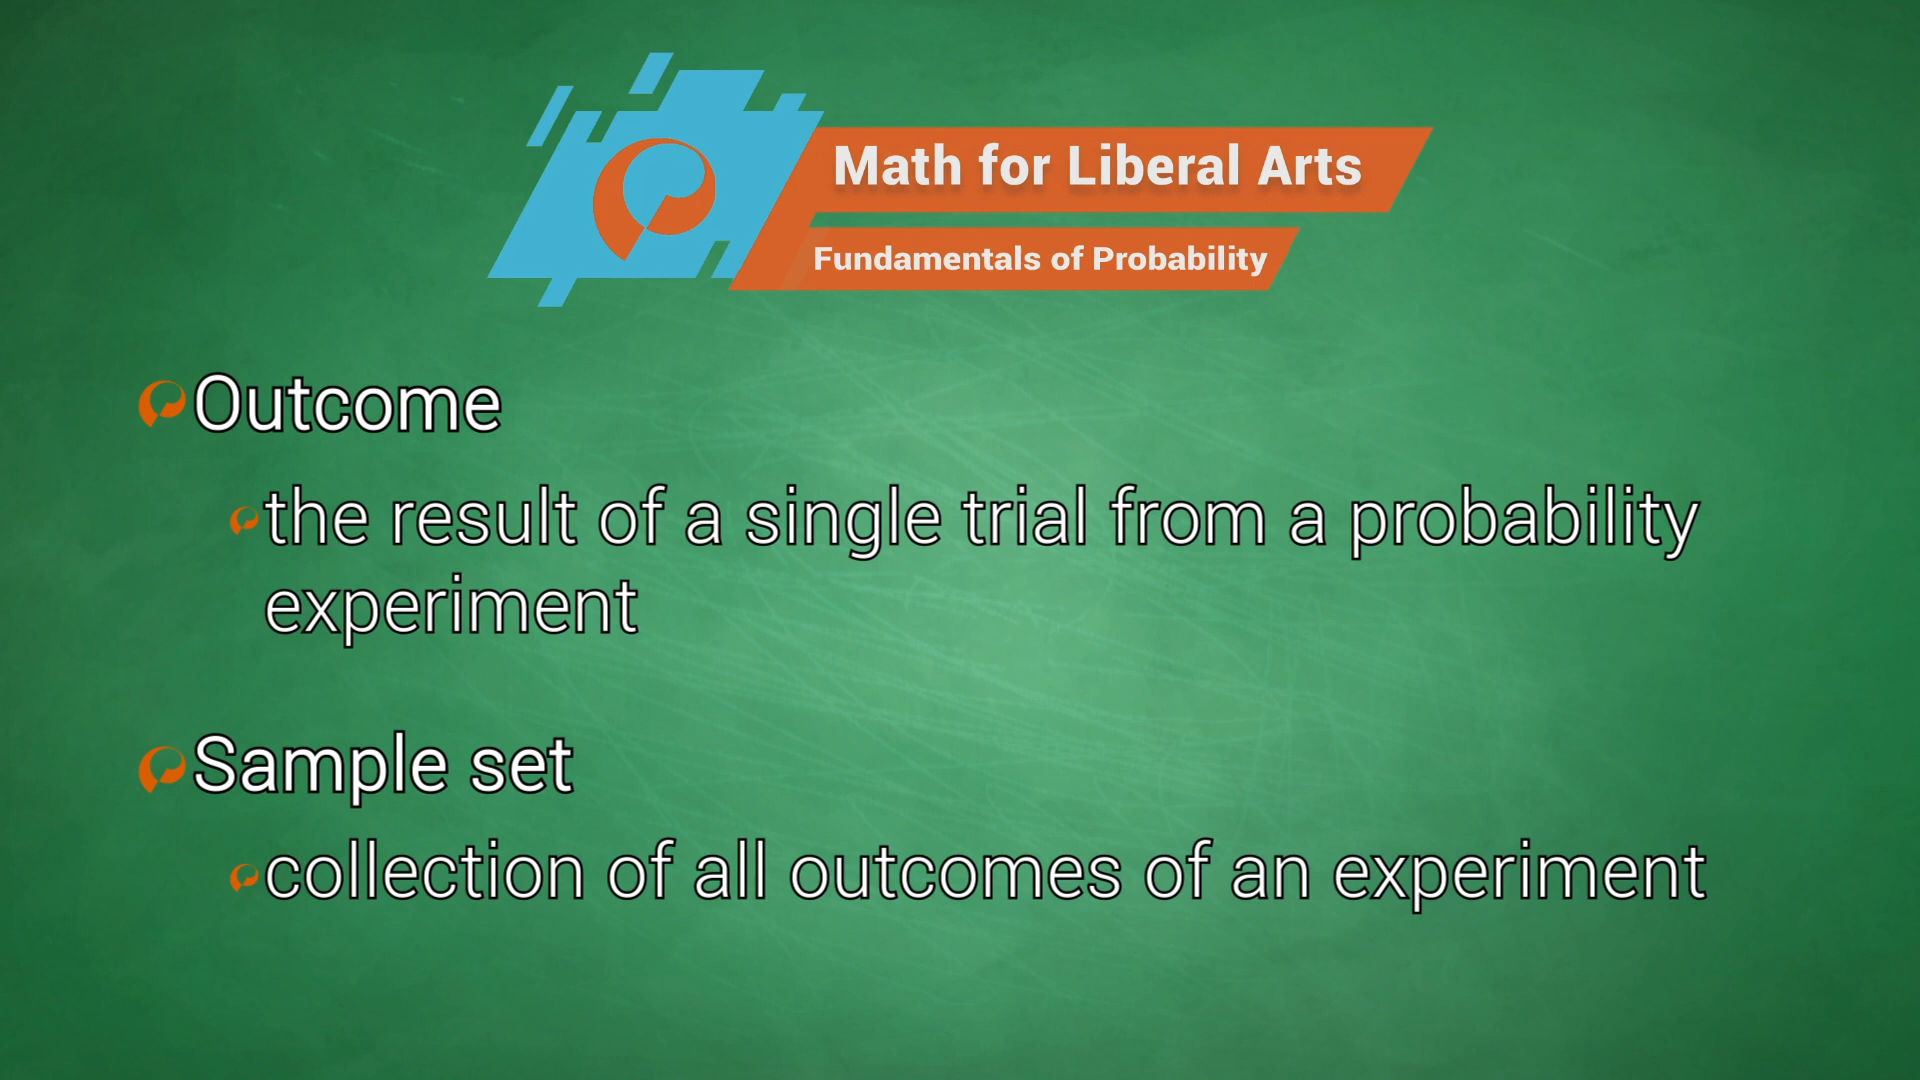 Math for Liberal Arts
Fundamentals of Probability
Outcome
the result of a single trial from a probability
experiment
Sample set
collection of all outcomes of an experiment